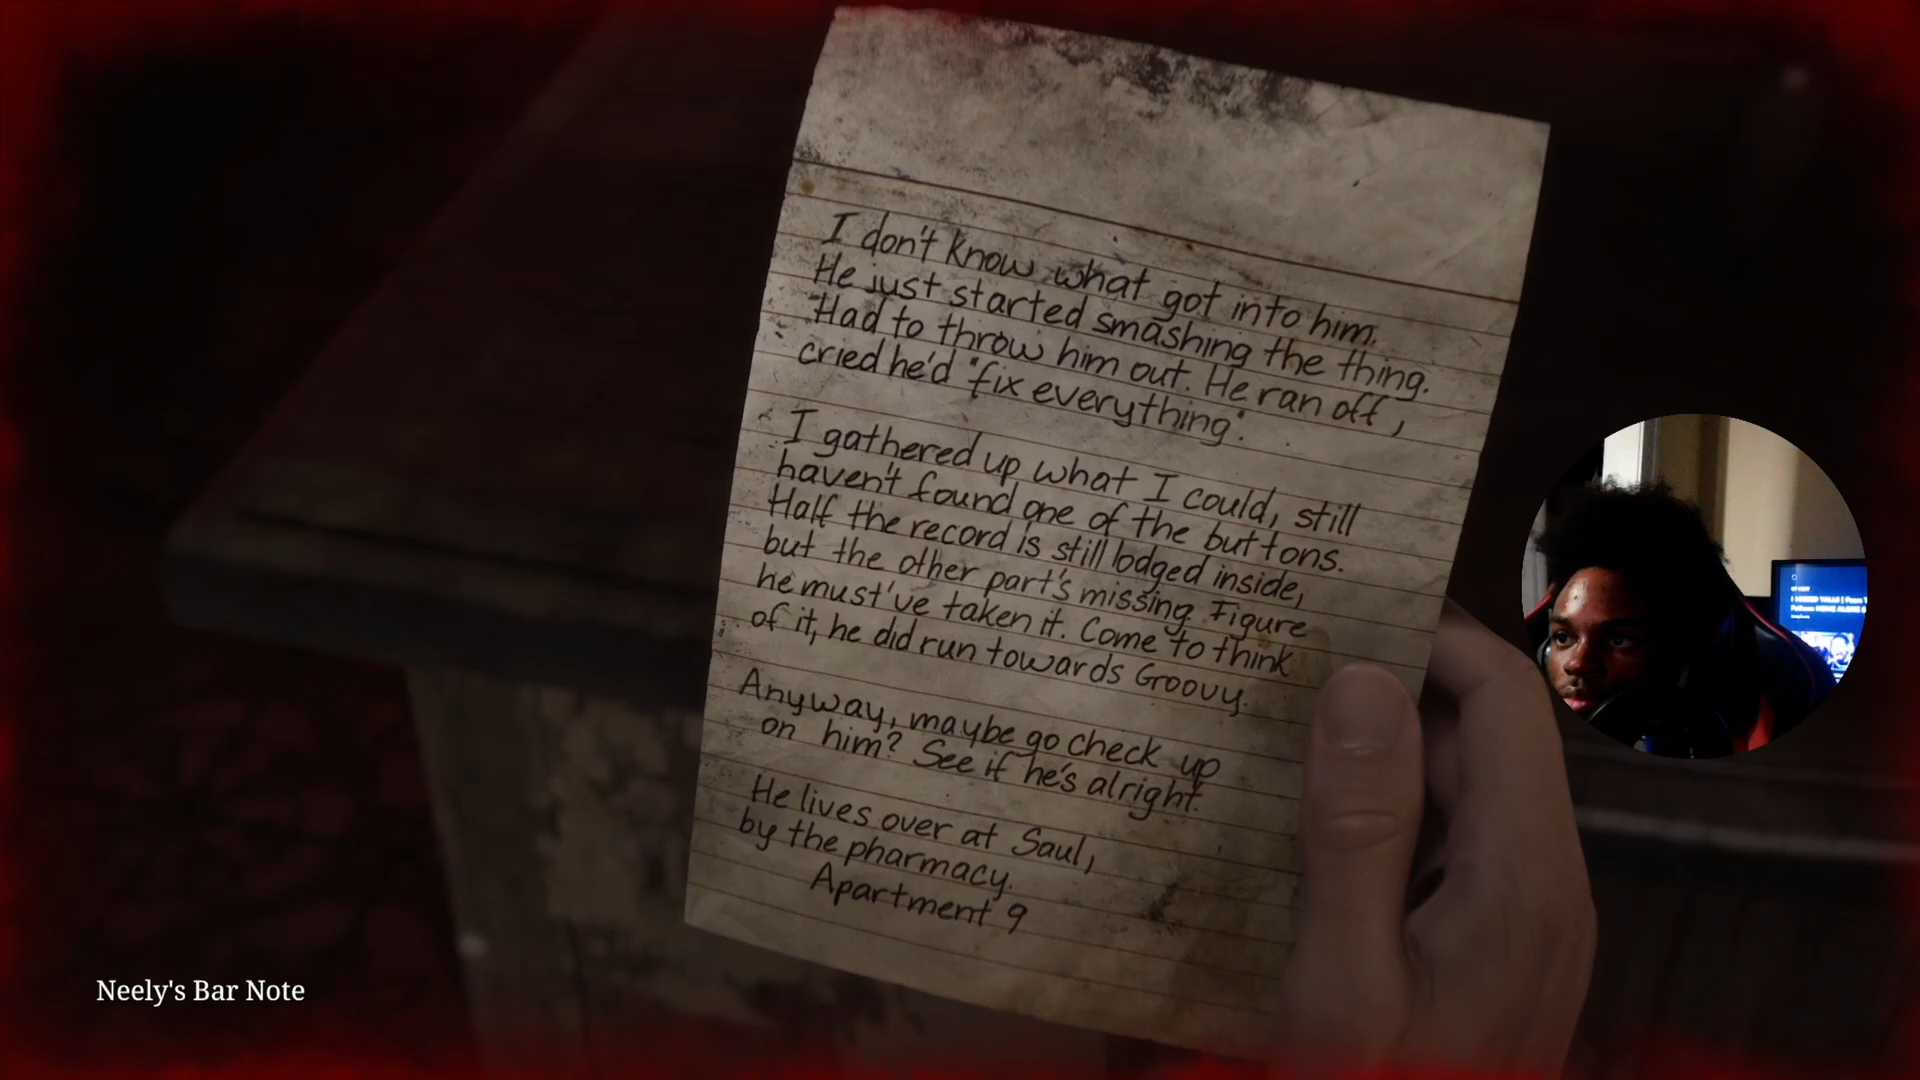 I don't know what got into him.
He just started smashing the thing.
Had to throw him out. He ran off,
cried he'd "fix everything".
I gathered up what I could, still
haven't found one of the buttons.
Half the record is still lodged inside,
but the other part's missing. Figure
he must've taken it. Come to think
of it, he did run towards Groovy.
Anyway, maybe go check up
on him? See if he's alright.
He lives over at Saul,
by the pharmacy.
Apartment 9
Neely's Bar Note